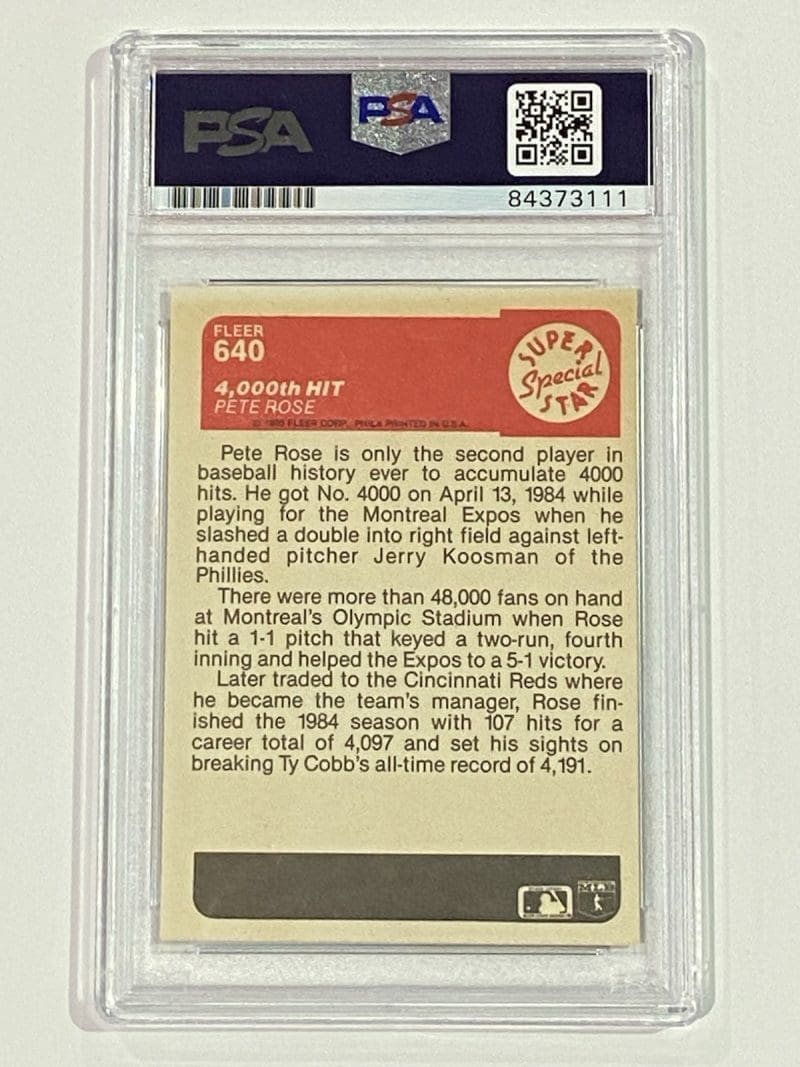 PSA
PSA
84373111
FLEER
640
SUPER
Special
STAR
4,000th HIT
PETE ROSE
© 1985 FLEER CORP. PHILA PRINTED IN U.S.A.
Pete Rose is only the second player in
baseball history ever to accumulate 4000
hits. He got No. 4000 on April 13, 1984 while
playing for the Montreal Expos when he
slashed a double into right field against left-
handed pitcher Jerry Koosman of the
Phillies.
There were more than 48,000 fans on hand
at Montreal's Olympic Stadium when Rose
hit a 1-1 pitch that keyed a two-run, fourth
inning and helped the Expos to a 5-1 victory.
Later traded to the Cincinnati Reds where
he became the team's manager, Rose fin-
ished the 1984 season with 107 hits for a
career total of 4,097 and set his sights on
breaking Ty Cobb's all-time record of 4,191.